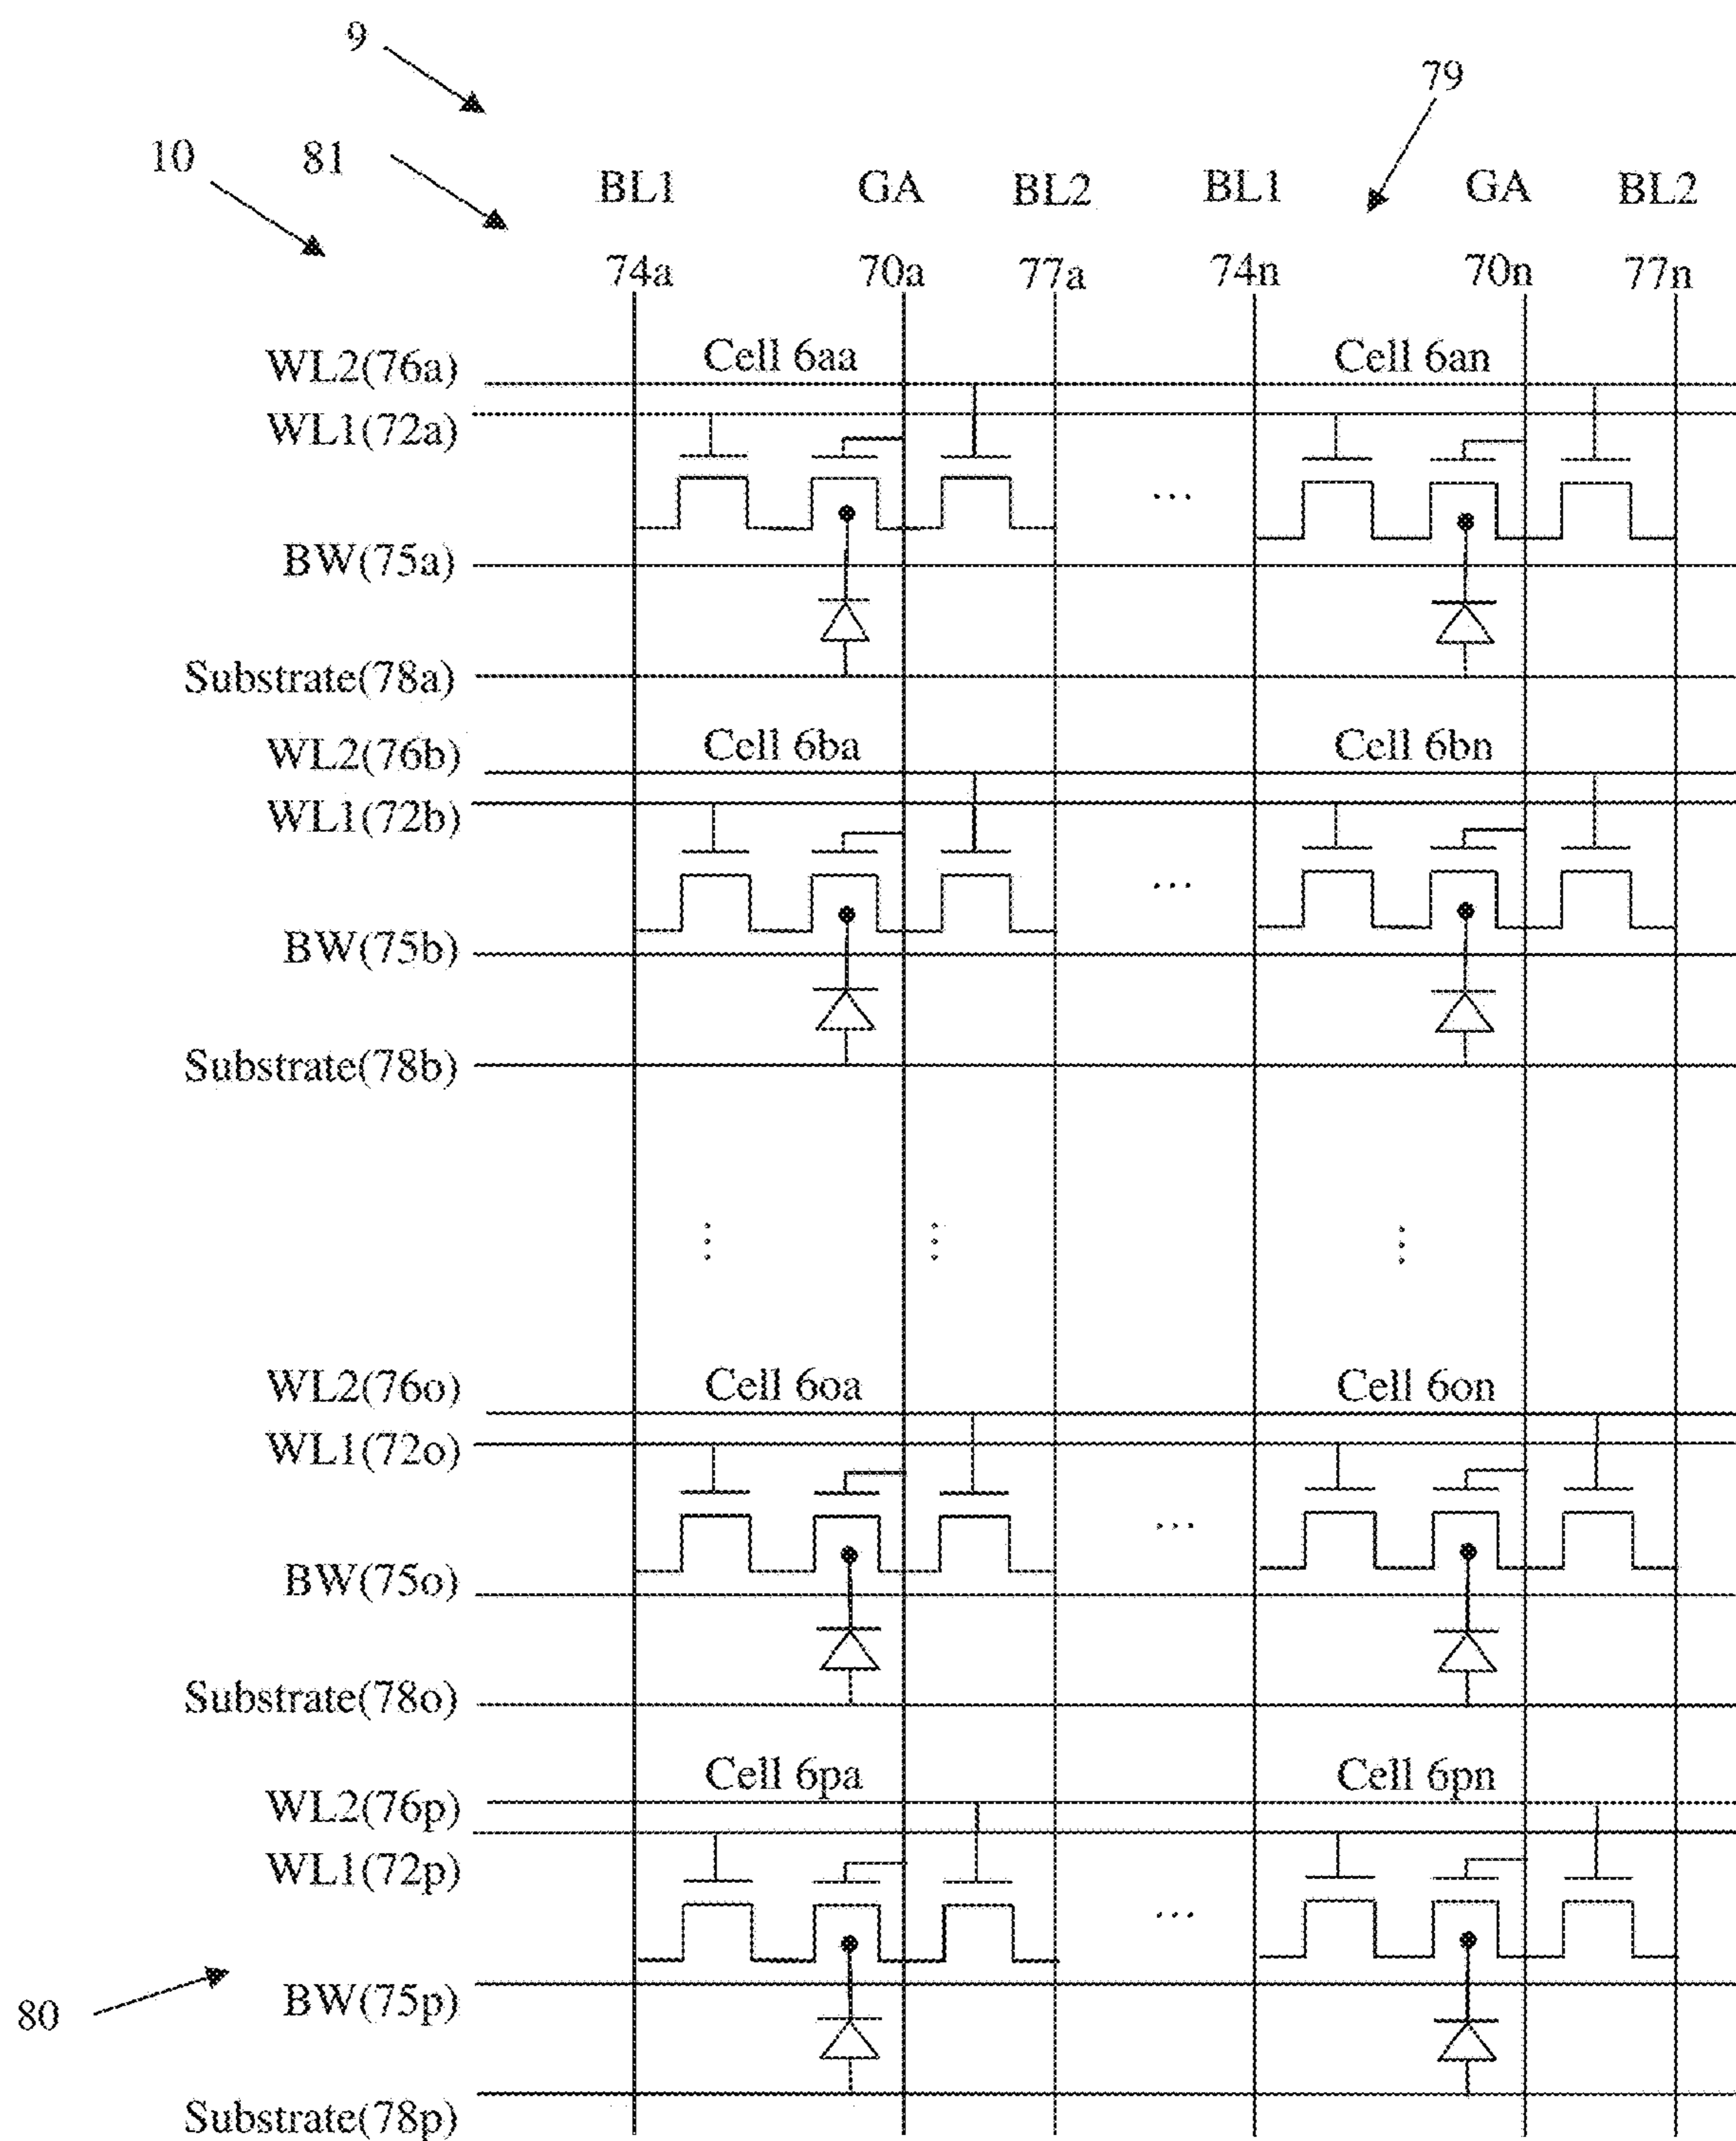 9
79
10 81
BL1 GA BL2 BL1 GA BL2
74a 70a 77a 74n 70n 77n
WL2(76a) Cell 6aa Cell 6an
WL1(72a)
...
BW(75a)
Substrate(78a)
WL2(76b) Cell 6ba Cell 6bn
WL1(72b)
...
BW(75b)
Substrate(78b)
WL2(76o) Cell 6oa Cell 6on
WL1(72o)
...
BW(75o)
Substrate(78o)
Cell 6pa Cell 6pn
WL2(76p)
WL1(72p)
...
BW(75p)
80
Substrate(78p)